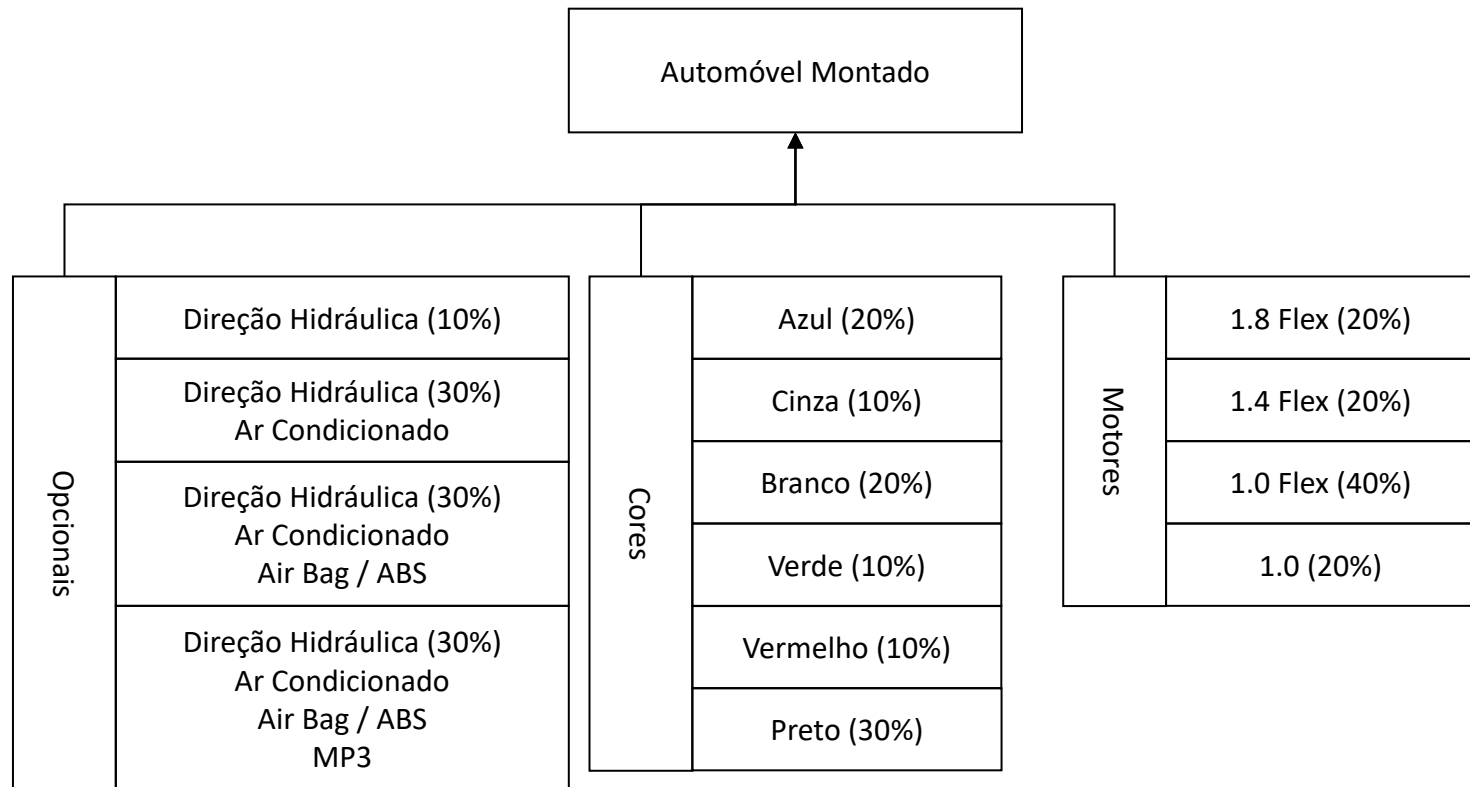 Automóvel Montado
Opcionais
Direção Hidráulica (10%)
Direção Hidráulica (30%)
Ar Condicionado
Direção Hidráulica (30%)
Ar Condicionado
Air Bag / ABS
Direção Hidráulica (30%)
Ar Condicionado
Air Bag / ABS
MP3
Cores
Azul (20%)
Cinza (10%)
Branco (20%)
Verde (10%)
Vermelho (10%)
Preto (30%)
Motores
1.8 Flex (20%)
1.4 Flex (20%)
1.0 Flex (40%)
1.0 (20%)